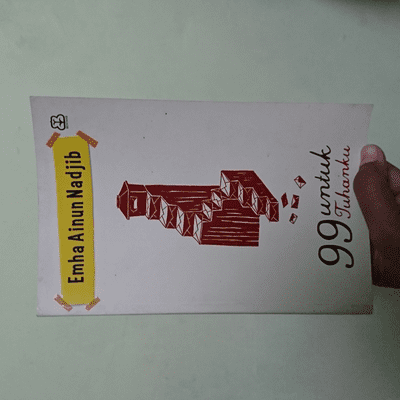 Emha Ainun Nadjib
99 untuk
Tuhanku